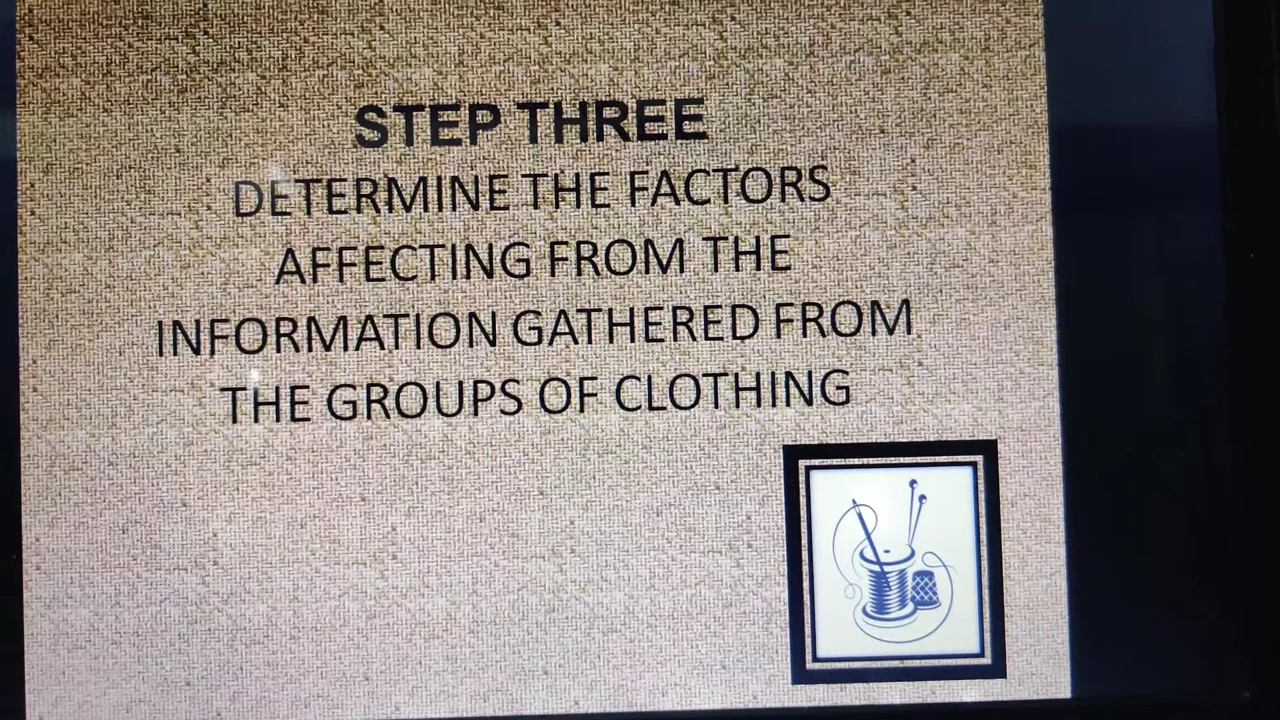 STEP THREE
DETERMINE THE FACTORS
AFFECTING FROM THE
INFORMATION GATHERED FROM
THE GROUPS OF CLOTHING